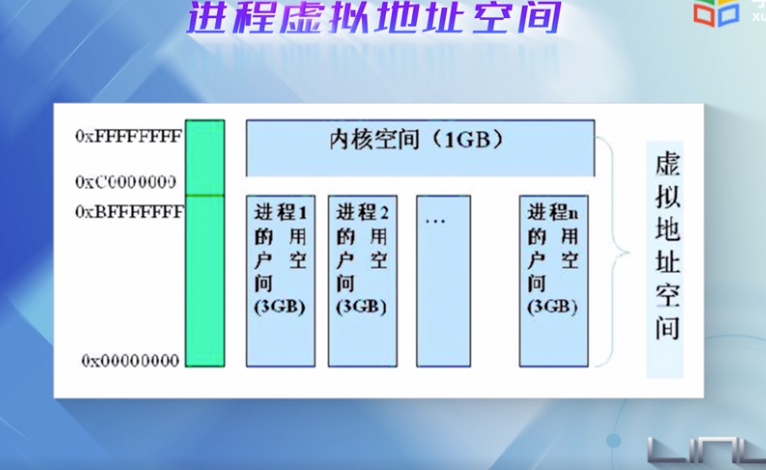 进程虚拟地址空间
0xFFFFFFFF
内核空间（1GB）
0xC0000000
0xBFFFFFFF
进程1
的用
户空
间
(3GB)
进程2
的用
户空
间
(3GB)
...
进程n
的用
户空
间
(3GB)
0x00000000
虚
拟
地
址
空
间